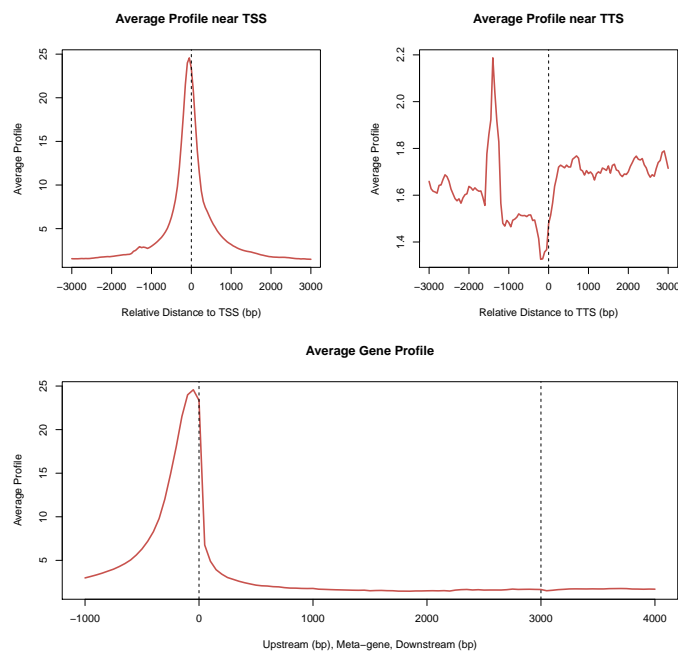 Average Profile near TSS
Average Profile
25
20
15
10
5
−3000 −2000 −1000 0 1000 2000 3000
Relative Distance to TSS (bp)
Average Profile near TTS
Average Profile
2.2
2.0
1.8
1.6
1.4
−3000 −2000 −1000 0 1000 2000 3000
Relative Distance to TTS (bp)
Average Gene Profile
Average Profile
25
20
15
10
5
−1000 0 1000 2000 3000 4000
Upstream (bp), Meta−gene, Downstream (bp)